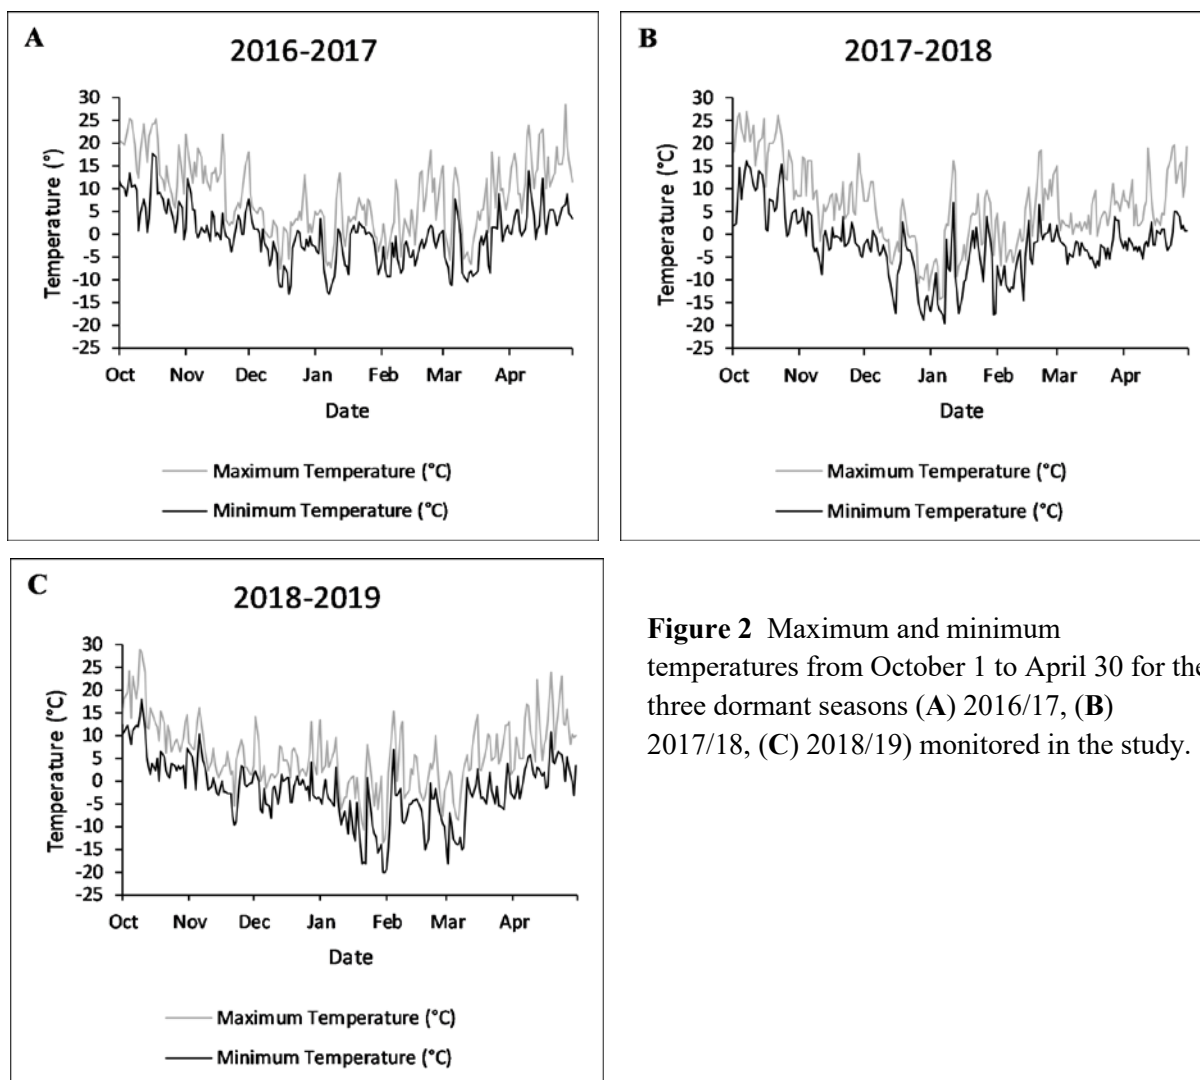 A
2016-2017
30
25
20
15
10
5
0
-5
-10
-15
-20
-25
Temperature (°)
Oct Nov Dec Jan Feb Mar Apr
Date
Maximum Temperature (°C)
Minimum Temperature (°C)
B
2017-2018
30
25
20
15
10
5
0
-5
-10
-15
-20
-25
Temperature (°C)
Oct Nov Dec Jan Feb Mar Apr
Date
Maximum Temperature (°C)
Minimum Temperature (°C)
C
2018-2019
30
25
20
15
10
5
0
-5
-10
-15
-20
-25
Temperature (°C)
Oct Nov Dec Jan Feb Mar Apr
Date
Maximum Temperature (°C)
Minimum Temperature (°C)
Figure 2 Maximum and minimum
temperatures from October 1 to April 30 for the
three dormant seasons (A) 2016/17, (B)
2017/18, (C) 2018/19) monitored in the study.